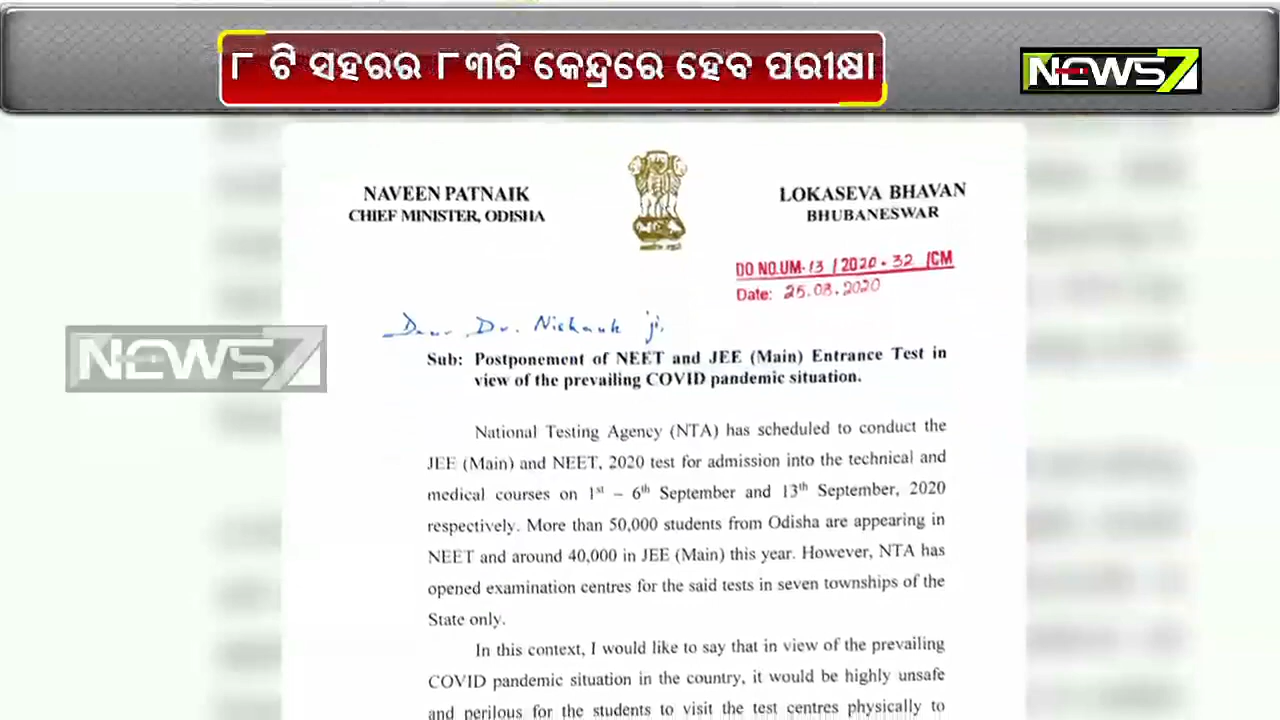 ୮ ଟି ସହରର ୮୩ଟି କେନ୍ଦ୍ରରେ ହେବ ପରୀକ୍ଷା
NEWS7
NAVEEN PATNAIK
CHIEF MINISTER, ODISHA
LOKASEVA BHAVAN
BHUBANESWAR
DO NO.UM-13/2020-32/CM
Date: 25.08.2020
Dear Dr. Nishank ji,
NEWS7
Sub: Postponement of NEET and JEE (Main) Entrance Test in
view of the prevailing COVID pandemic situation.
National Testing Agency (NTA) has scheduled to conduct the
JEE (Main) and NEET, 2020 test for admission into the technical and
medical courses on 1st – 6th September and 13th September, 2020
respectively. More than 50,000 students from Odisha are appearing in
NEET and around 40,000 in JEE (Main) this year. However, NTA has
opened examination centres for the said tests in seven townships of the
State only.
In this context, I would like to say that in view of the prevailing
COVID pandemic situation in the country, it would be highly unsafe
and perilous for the students to visit the test centres physically to